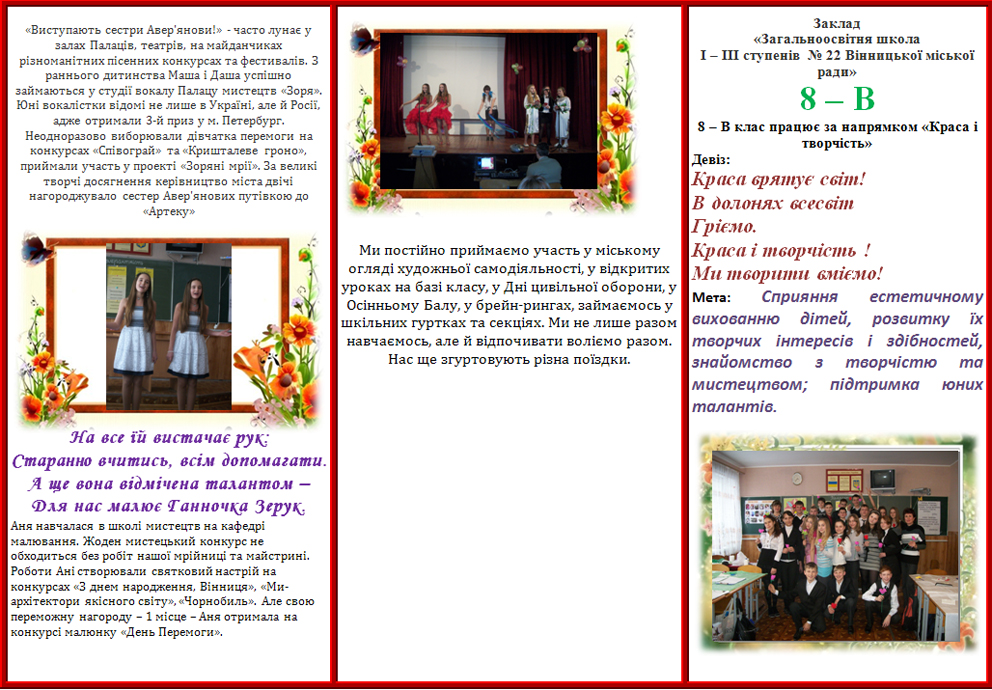 «Виступають сестри Авер'янови!» - часто лунає у
залах Палаців, театрів, на майданчиках
різноманітних пісенних конкурсах та фестивалів. З
раннього дитинства Маша і Даша успішно
займаються у студії вокалу Палацу мистецтв «Зоря».
Юні вокалістки відомі не лише в Україні, але й Росії,
адже отримали 3-й приз у м. Петербург.
Неодноразово виборювали дівчатка перемоги на
конкурсах «Співограй» та «Кришталеве гроно»,
приймали участь у проекті «Зоряні мрії». За великі
творчі досягнення керівництво міста двічі
нагороджувало сестер Авер'янових путівкою до
«Артеку»
На все їй вистачає рук:
Старанно вчитись, всім допомагати.
А ще вона відмічена талантом –
Для нас малює Ганночка Зерук.
Аня навчалася в школі мистецтв на кафедрі
малювання. Жоден мистецький конкурс не
обходиться без робіт нашої мрійниці та майстрині.
Роботи Ані створювали святковий настрій на
конкурсах «З днем народження, Вінниця», «Ми-
архітектори якісного світу», «Чорнобиль». Але свою
переможну нагороду – 1 місце – Аня отримала на
конкурсі малюнку «День Перемоги».
Ми постійно приймаємо участь у міському
огляді художньої самодіяльності, у відкритих
уроках на базі класу, у Дні цивільної оборони, у
Осінньому Балу, у брейн-рингах, займаємось у
шкільних гуртках та секціях. Ми не лише разом
навчаємось, але й відпочивати воліємо разом.
Нас ще згуртовують різна поїздки.
Заклад
«Загальноосвітня школа
І – ІІІ ступенів № 22 Вінницької міської
ради»
8 – В
8 – В клас працює за напрямком «Краса і
творчість»
Девіз:
Краса врятує світ!
В долонях всесвіт
Гріємо.
Краса і творчість !
Ми творити вміємо!
Мета: Сприяння естетичному
вихованню дітей, розвитку їх
творчих інтересів і здібностей,
знайомство з творчістю та
мистецтвом; підтримка юних
талантів.